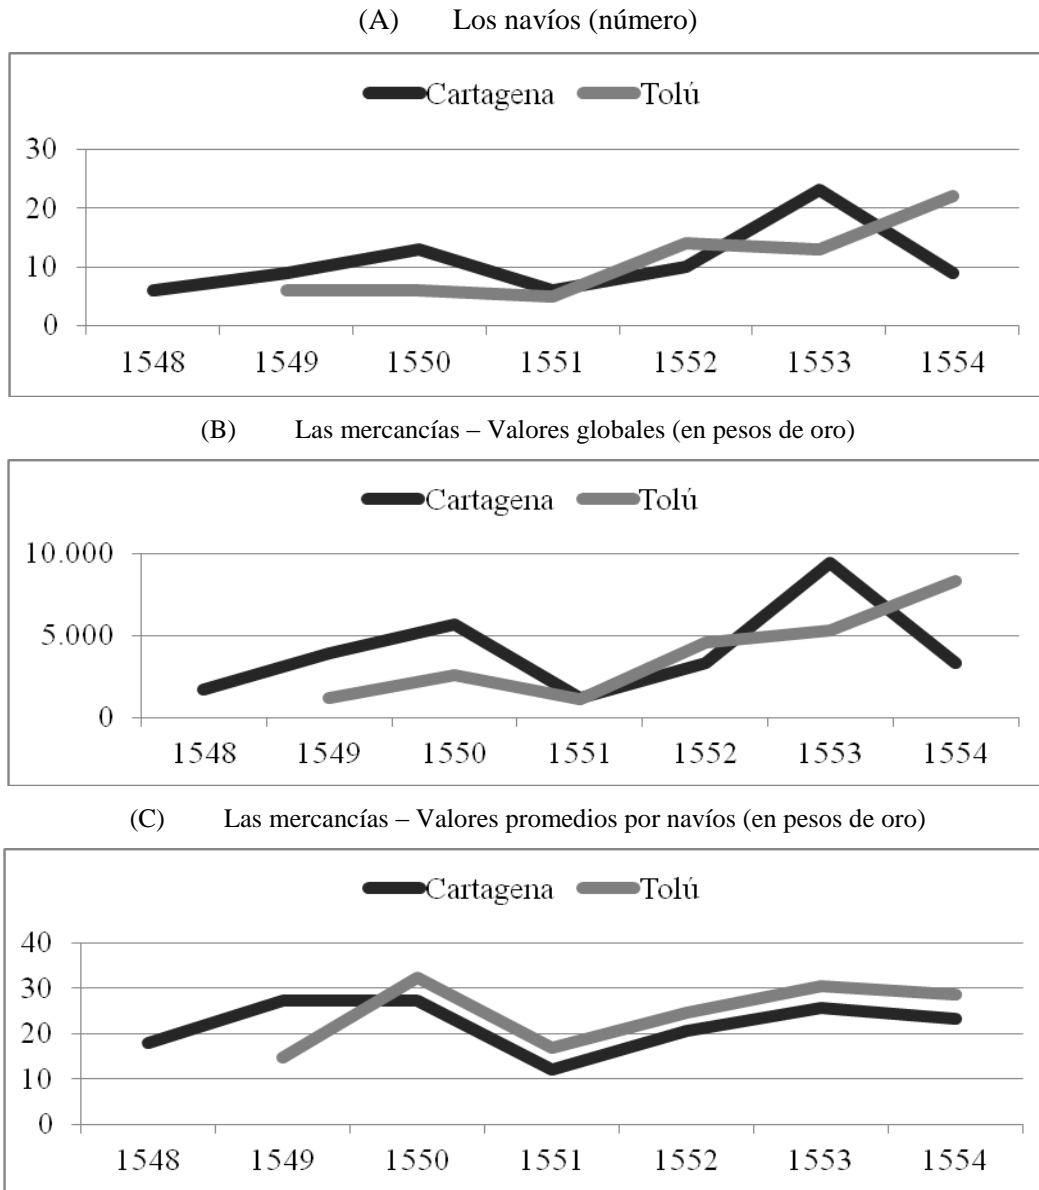 (A) Los navíos (número)
Cartagena Tolú
30
20
10
0
1548 1549 1550 1551 1552 1553 1554
(B) Las mercancías – Valores globales (en pesos de oro)
Cartagena Tolú
10.000
5.000
0
1548 1549 1550 1551 1552 1553 1554
(C) Las mercancías – Valores promedios por navíos (en pesos de oro)
Cartagena Tolú
40
30
20
10
0
1548 1549 1550 1551 1552 1553 1554